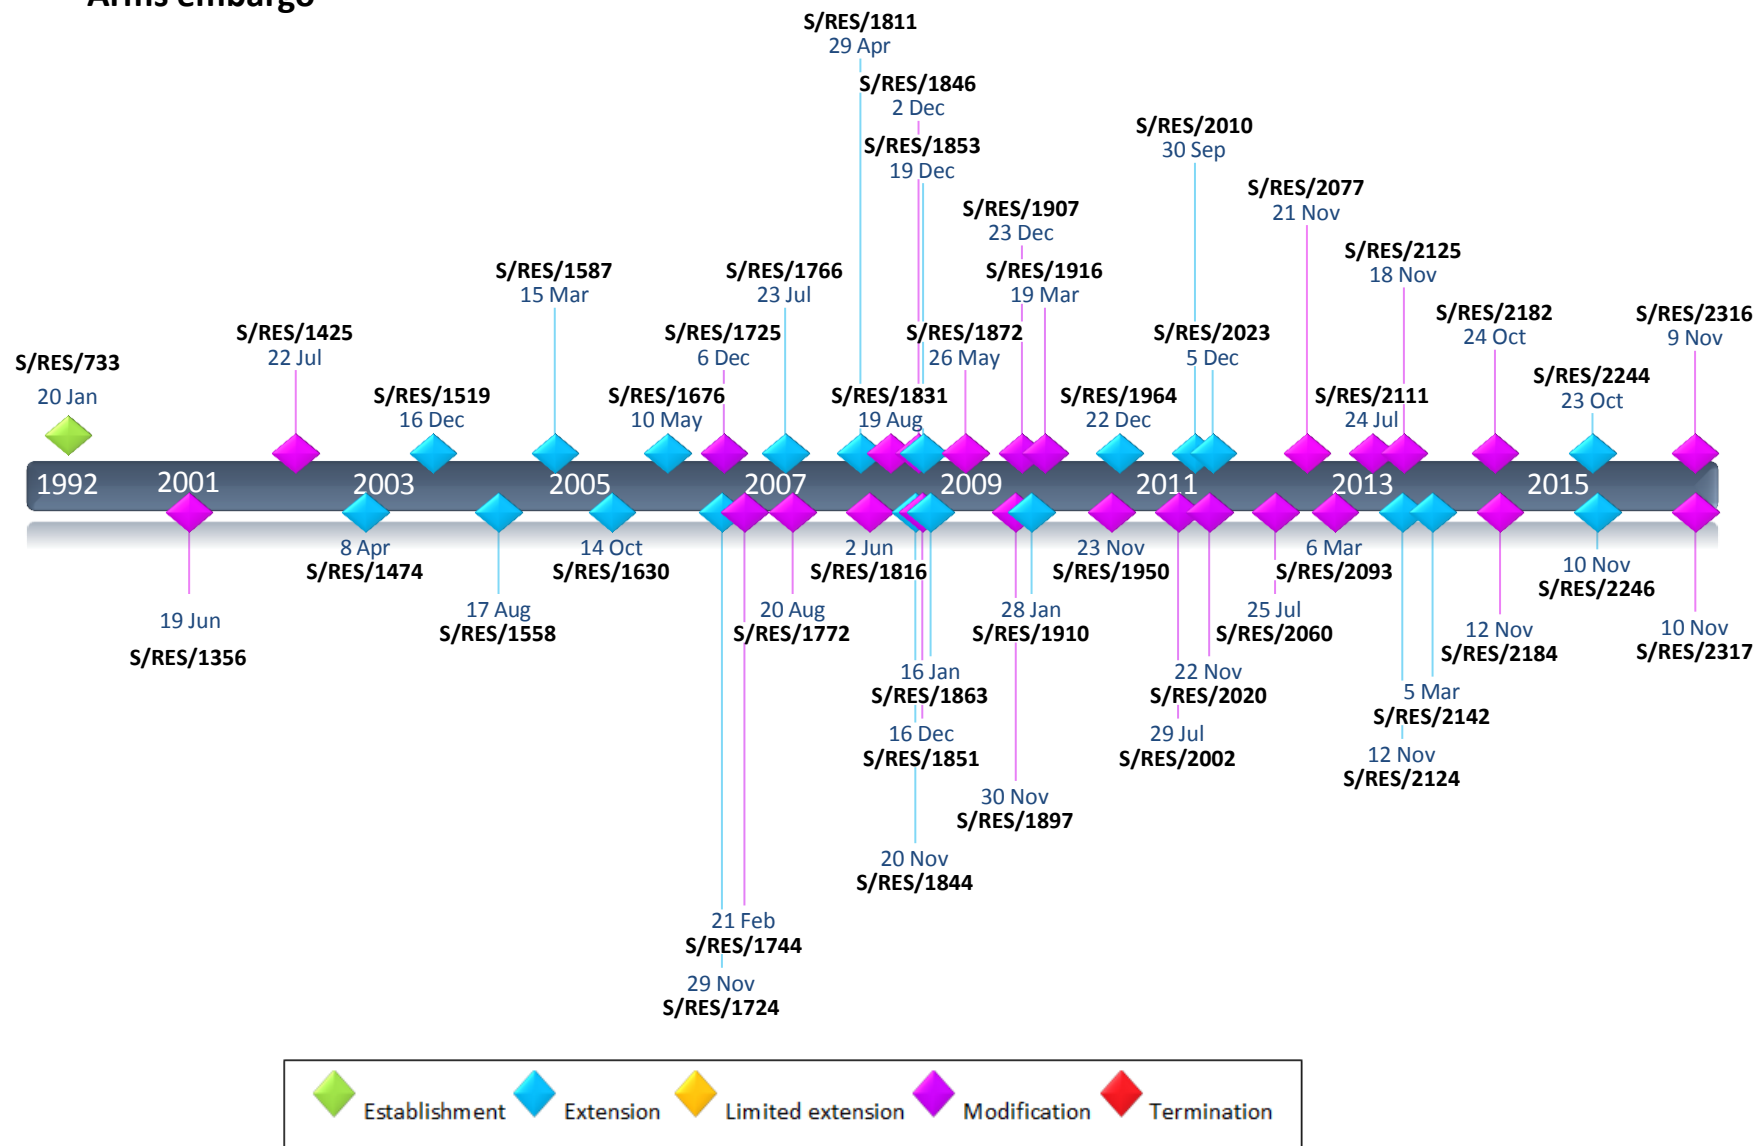 Arms embargo
S/RES/1811
29 Apr
S/RES/1846
2 Dec
S/RES/1853
19 Dec
S/RES/2010
30 Sep
S/RES/2077
21 Nov
S/RES/1907
23 Dec
S/RES/2125
18 Nov
S/RES/1587
15 Mar
S/RES/1766
23 Jul
S/RES/1916
19 Mar
S/RES/2182
24 Oct
S/RES/2316
9 Nov
S/RES/1425
22 Jul
S/RES/1725
6 Dec
S/RES/1872
26 May
S/RES/2023
5 Dec
S/RES/733
20 Jan
S/RES/2244
23 Oct
S/RES/1519
16 Dec
S/RES/1676
10 May
S/RES/1831
19 Aug
S/RES/1964
22 Dec
S/RES/2111
24 Jul
1992 2001 2003 2005 2007 2009 2011 2013 2015
8 Apr
S/RES/1474
14 Oct
S/RES/1630
2 Jun
S/RES/1816
23 Nov
S/RES/1950
6 Mar
S/RES/2093
10 Nov
S/RES/2246
19 Jun
S/RES/1356
17 Aug
S/RES/1558
20 Aug
S/RES/1772
28 Jan
S/RES/1910
25 Jul
S/RES/2060
12 Nov
S/RES/2184
10 Nov
S/RES/2317
16 Jan
S/RES/1863
22 Nov
S/RES/2020
5 Mar
S/RES/2142
16 Dec
S/RES/1851
29 Jul
S/RES/2002
12 Nov
S/RES/2124
30 Nov
S/RES/1897
20 Nov
S/RES/1844
21 Feb
S/RES/1744
29 Nov
S/RES/1724
Establishment Extension Limited extension Modification Termination